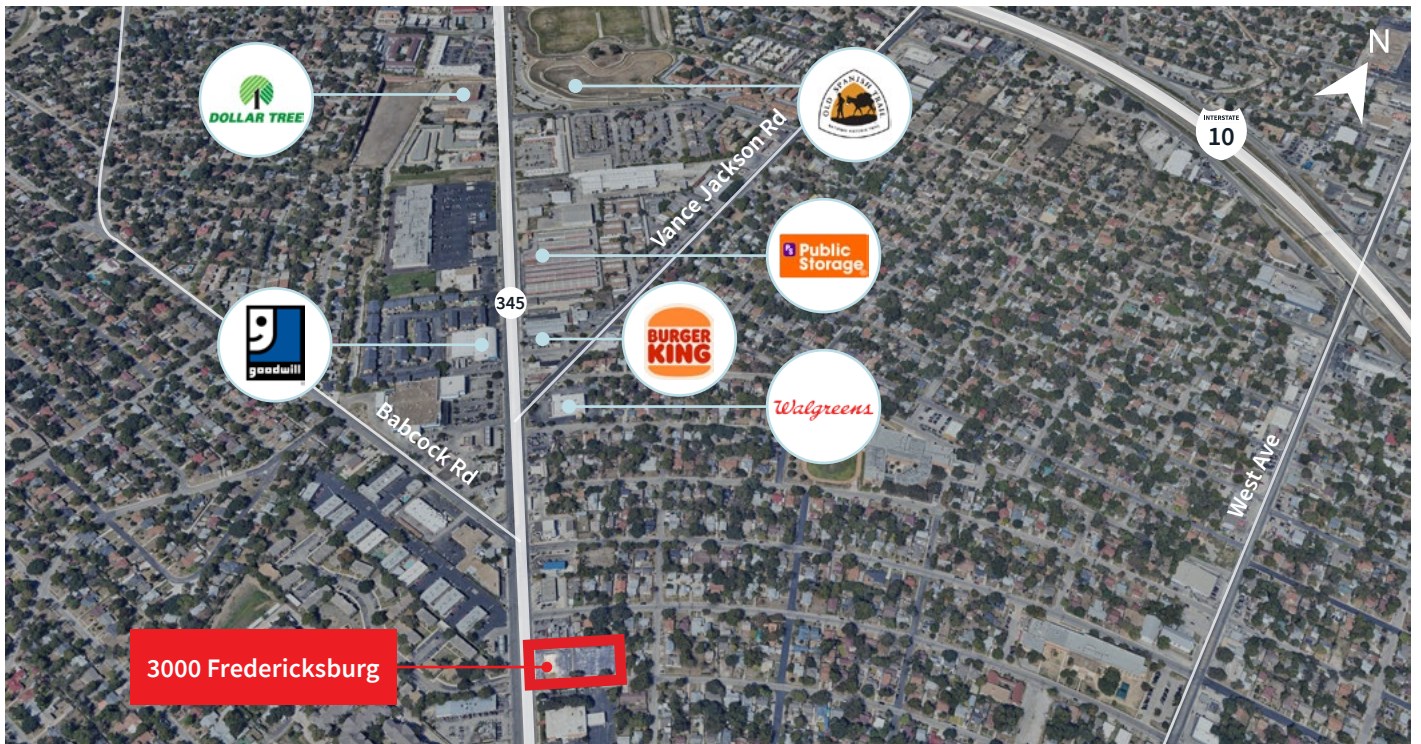 N
DOLLAR TREE
OLD SPANISH TRAIL
INTERSTATE
10
Vance Jackson Rd
PS
Public
Storage
345
BURGER
KING
goodwill
Walgreens
Babcock Rd
West Ave
3000 Fredericksburg